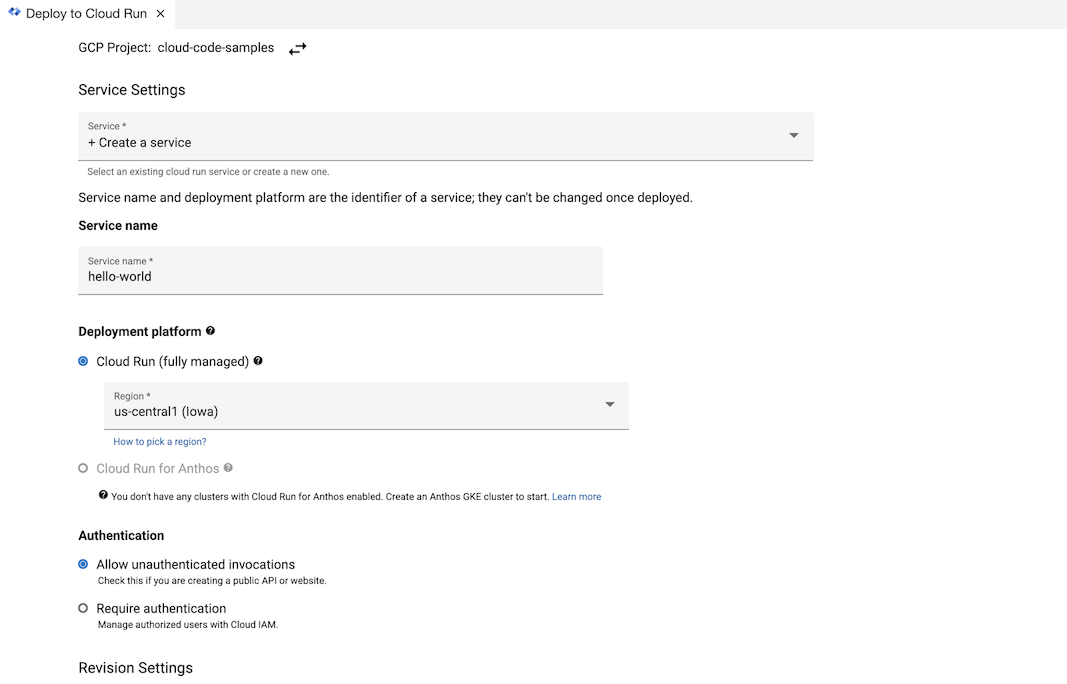 Deploy to Cloud Run ×
GCP Project: cloud-code-samples
Service Settings
Service *
+ Create a service
Select an existing cloud run service or create a new one.
Service name and deployment platform are the identifier of a service; they can't be changed once deployed.
Service name
Service name *
hello-world
Deployment platform ?
Cloud Run (fully managed) ?
Region *
us-central1 (Iowa)
How to pick a region?
Cloud Run for Anthos ?
? You don't have any clusters with Cloud Run for Anthos enabled. Create an Anthos GKE cluster to start. Learn more
Authentication
Allow unauthenticated invocations
Check this if you are creating a public API or website.
Require authentication
Manage authorized users with Cloud IAM.
Revision Settings